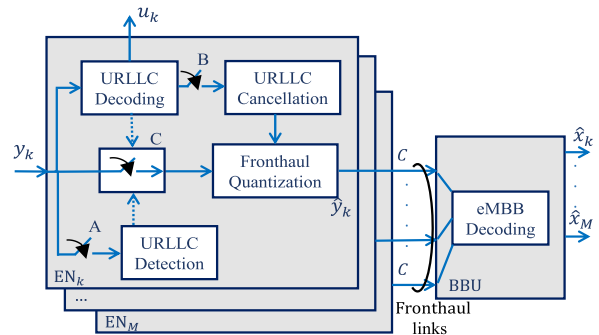 u_k
URLLC
Decoding
B
URLLC
Cancellation
y_k
C
Fronthaul
Quantization
ŷ_k
A
URLLC
Detection
EN_k
...
EN_M
C
C
Fronthaul
links
eMBB
Decoding
BBU
x̂_k
x̂_M